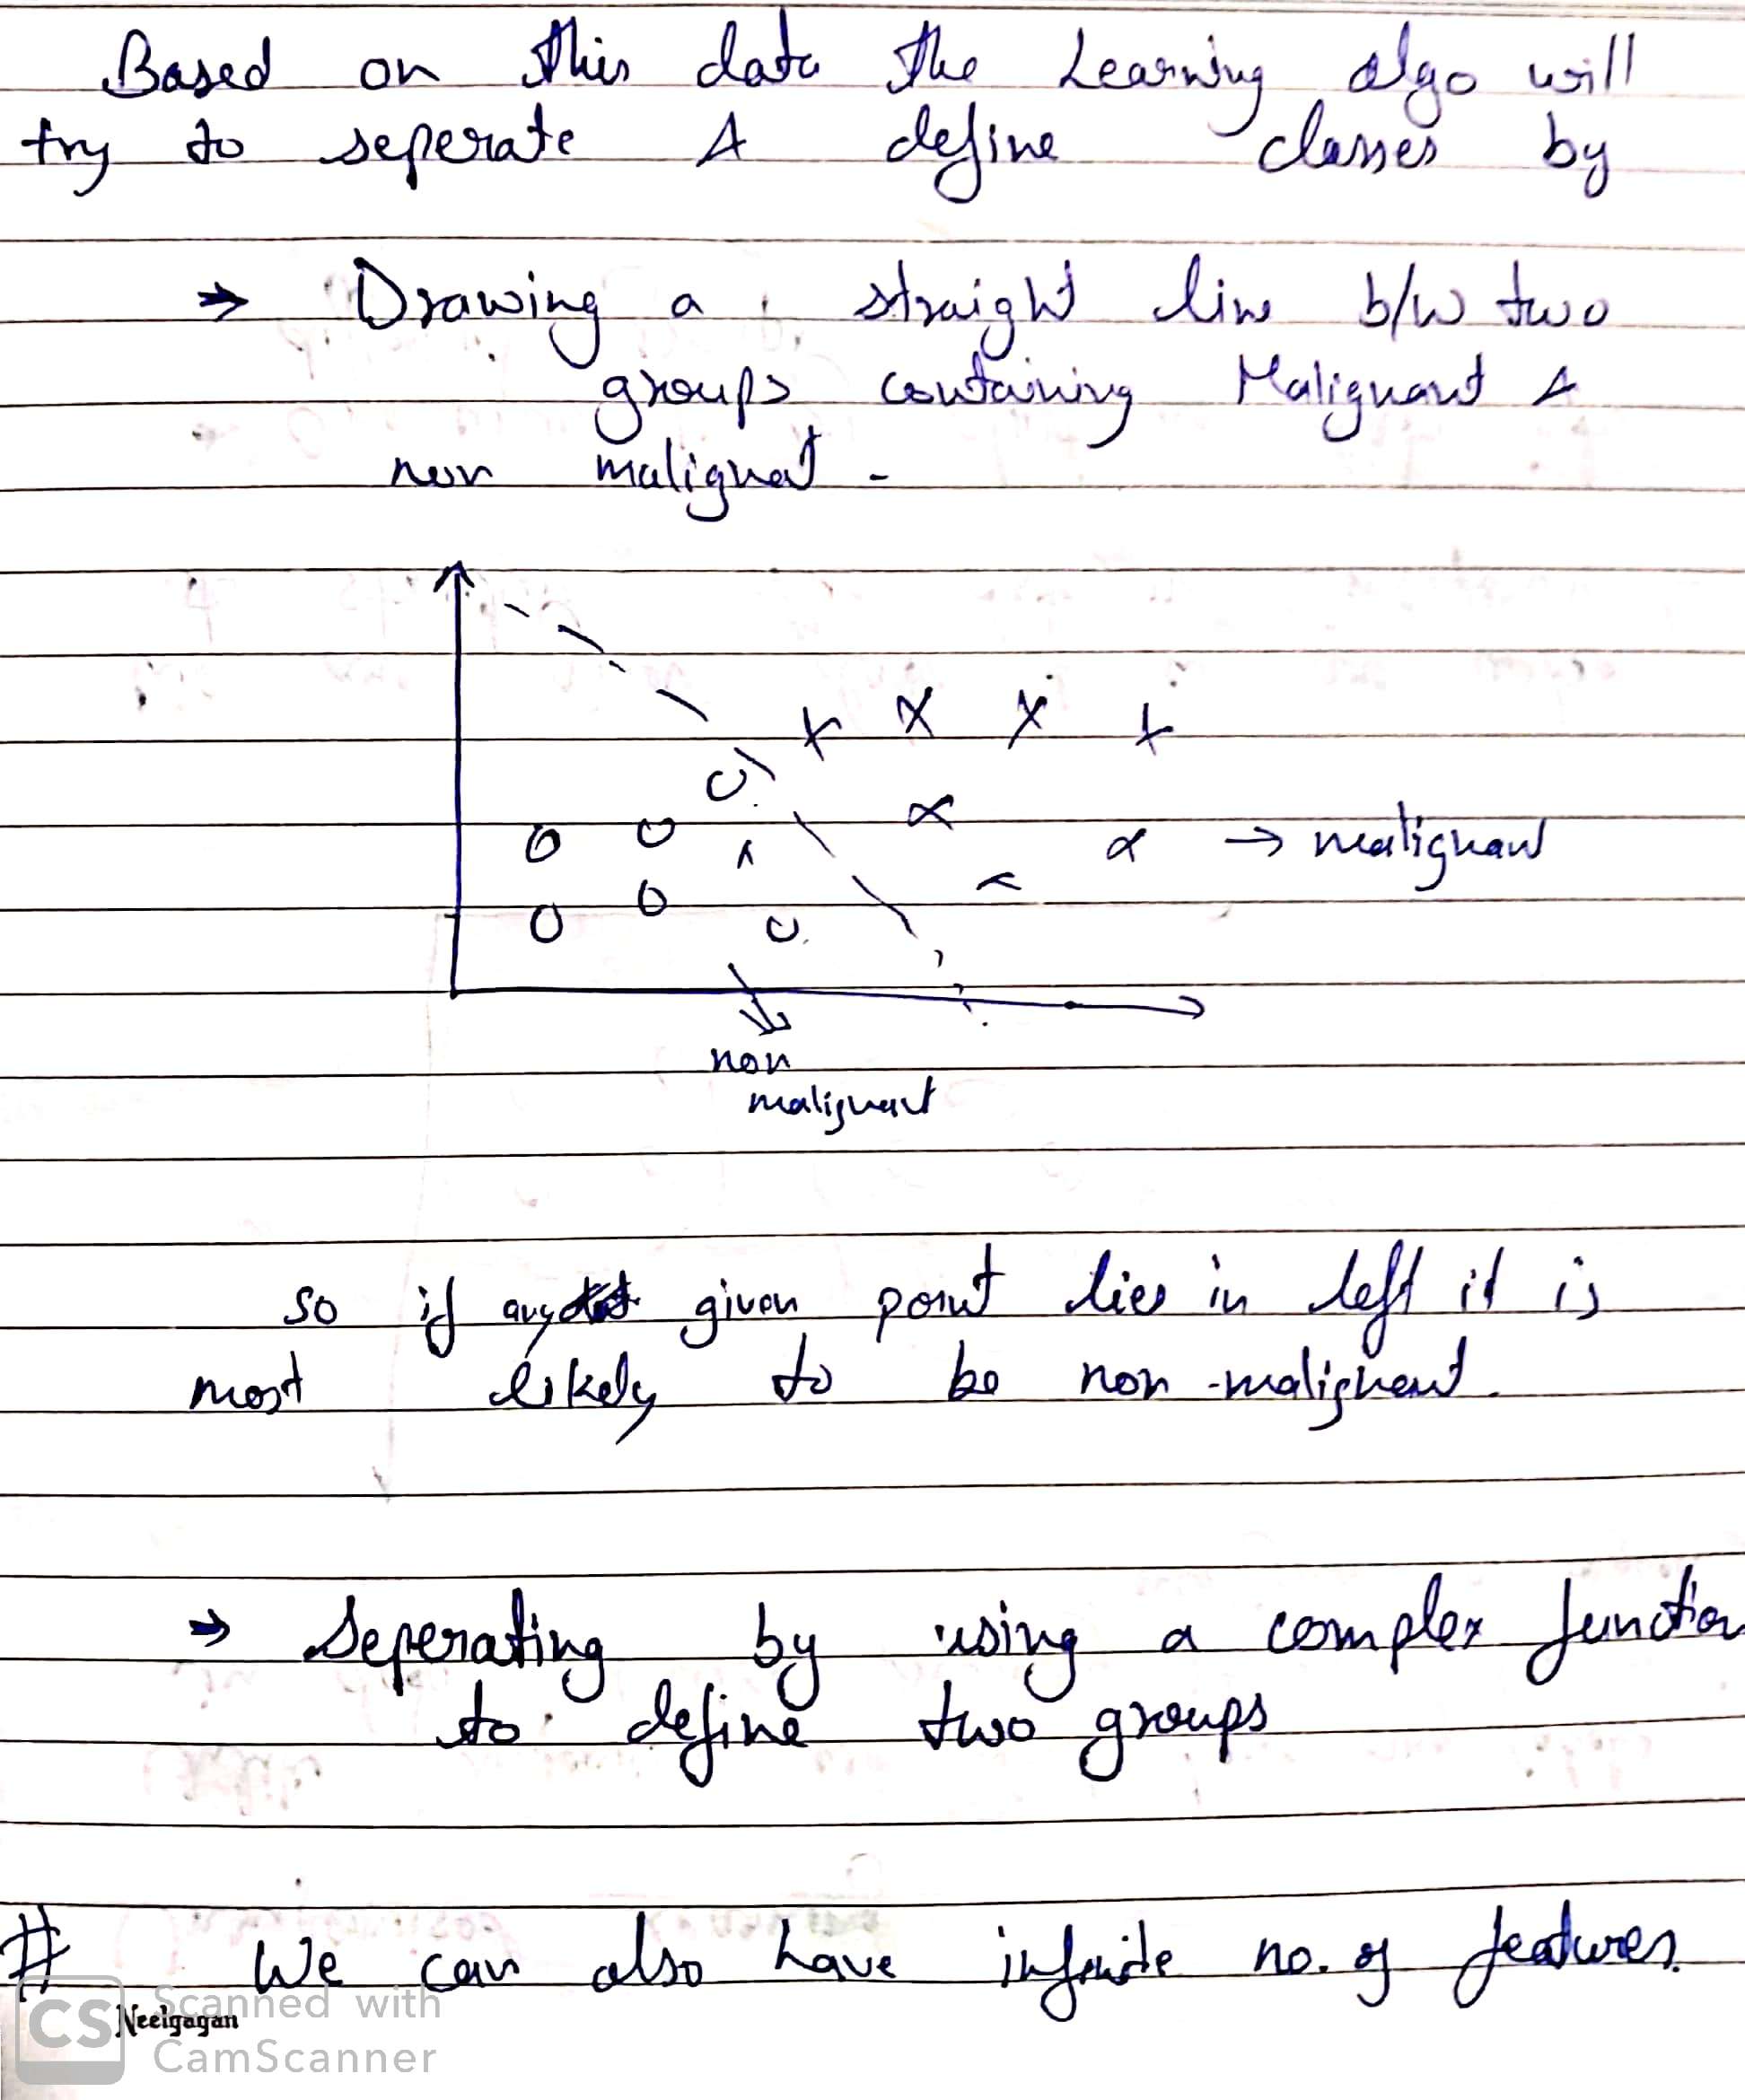 Based on this data the Learning algo will
try to seperate & define classes by
⇒ Drawing a straight line b/w two
groups containing Malignant &
non malignat -
→ malignant
non
malignant
so if any given point lies in left it is
most likely to be non-malignant.
⇒ Seperating by using a complex function
to define two groups
# We can also have infinite no. of features.
CS Neelgagan Scanned with
CamScanner